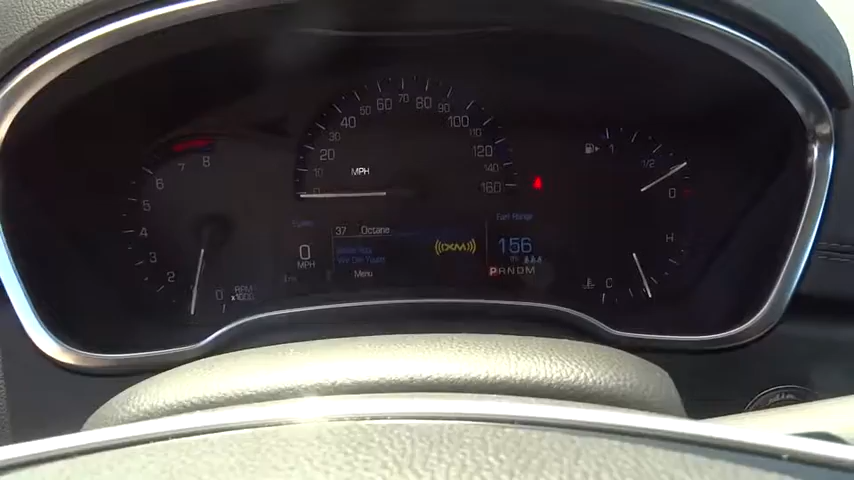 60 70 80
50 90
40 100
30 110
20 120
10 140
0 160
MPH
8
7
6
5
4
3
2
0
RPM
x1000
1
1/2
0
H
C
0
MPH
37 Octane
Menu
XM
Fuel Range
156
PRNDM